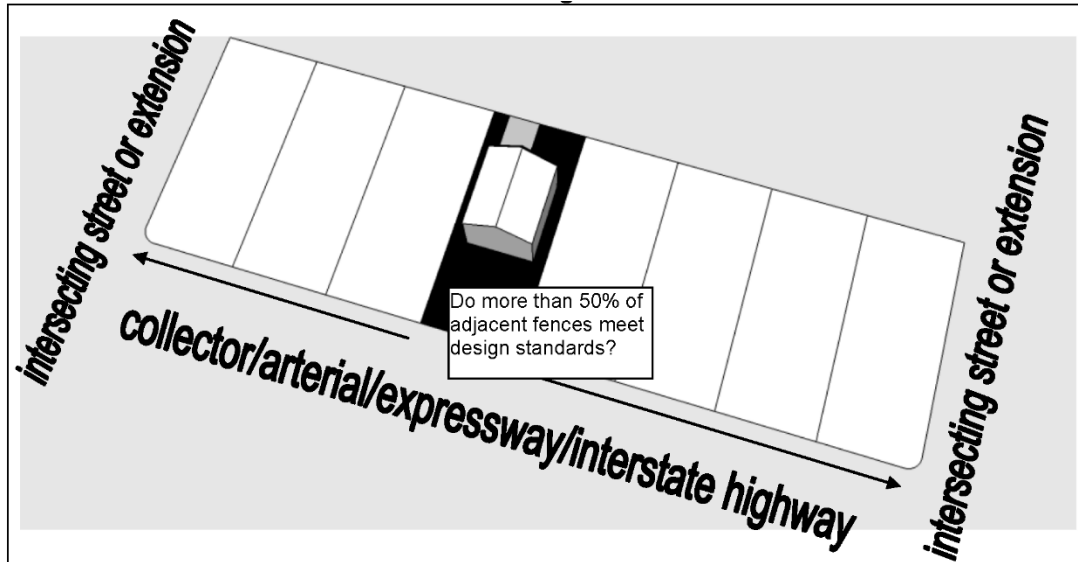 intersecting street or extension
Do more than 50% of
adjacent fences meet
design standards?
collector/arterial/expressway/interstate highway
intersecting street or extension